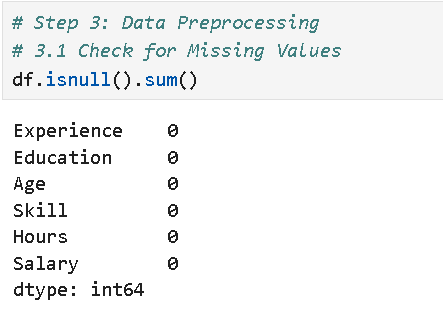 # Step 3: Data Preprocessing
# 3.1 Check for Missing Values
df.isnull().sum()
Experience    0
Education     0
Age           0
Skill         0
Hours         0
Salary        0
dtype: int64